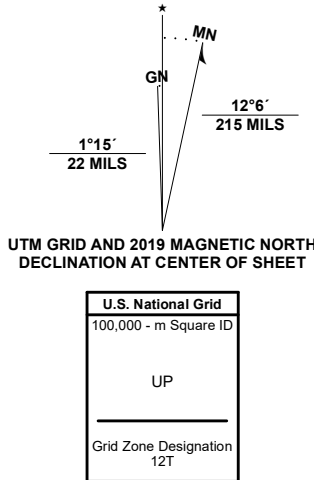 ★
MN
GN
1°15´
22 MILS
12°6´
215 MILS
UTM GRID AND 2019 MAGNETIC NORTH
DECLINATION AT CENTER OF SHEET
U.S. National Grid
100,000 - m Square ID
UP
Grid Zone Designation
12T